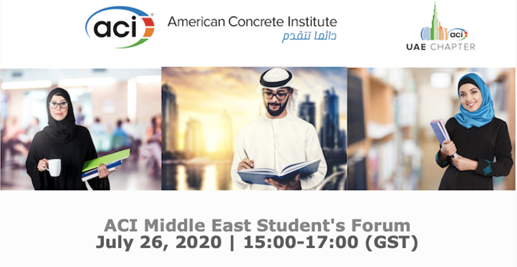 aci
American Concrete Institute
دائما تتقدم
aci
UAE CHAPTER
ACI Middle East Student's Forum
July 26, 2020 | 15:00-17:00 (GST)